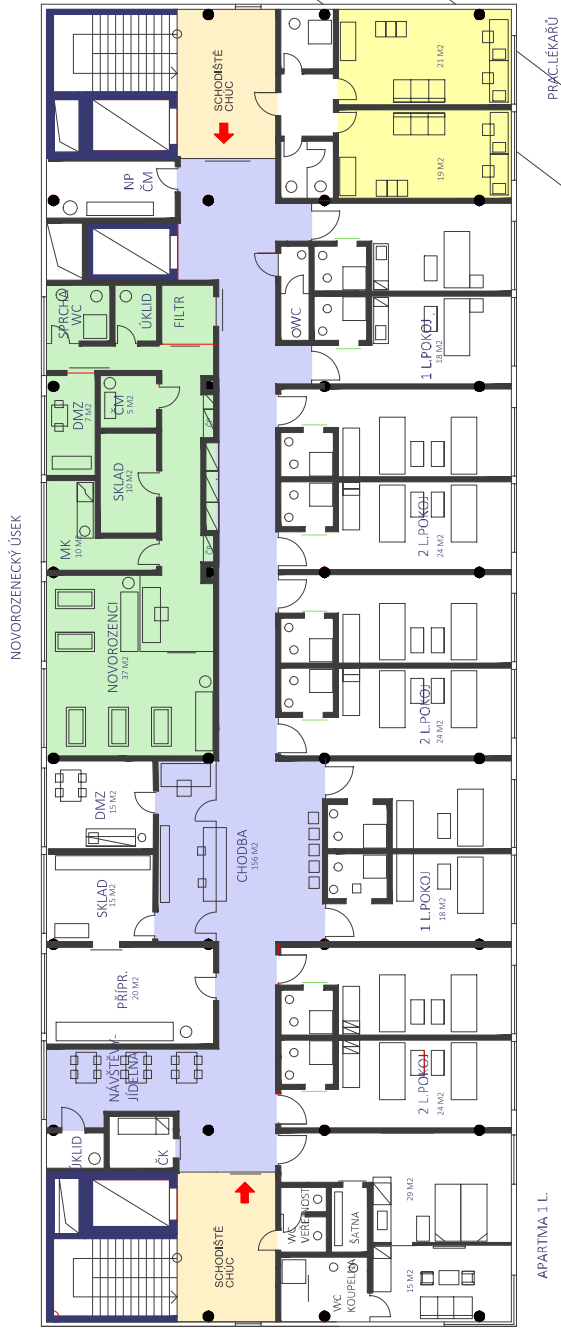 SCHODIŠTĚ
CHÚC
21 M2
PRAC.LÉKAŘŮ
19 M2
NP
ČM
SPRCHA
WC
ÚKLID
FILTR
WC
1 L.POKOJ
18 M2
DMZ
7 M2
ČM
5 M2
SKLAD
10 M2
2 L.POKOJ
24 M2
MK
10 M2
NOVOROZENECKÝ ÚSEK
NOVOROZENCI
37 M2
2 L.POKOJ
24 M2
DMZ
15 M2
CHODBA
156 M2
SKLAD
15 M2
1 L.POKOJ
18 M2
PŘÍPR.
20 M2
NÁVŠTĚVY-
JÍDELNA
2 L.POKOJ
24 M2
ÚKLID
ČK
WC
VEŘEJNOST
ŠATNA
29 M2
SCHODIŠTĚ
CHÚC
WC
KOUPELNA
15 M2
APARTMA 1 L.